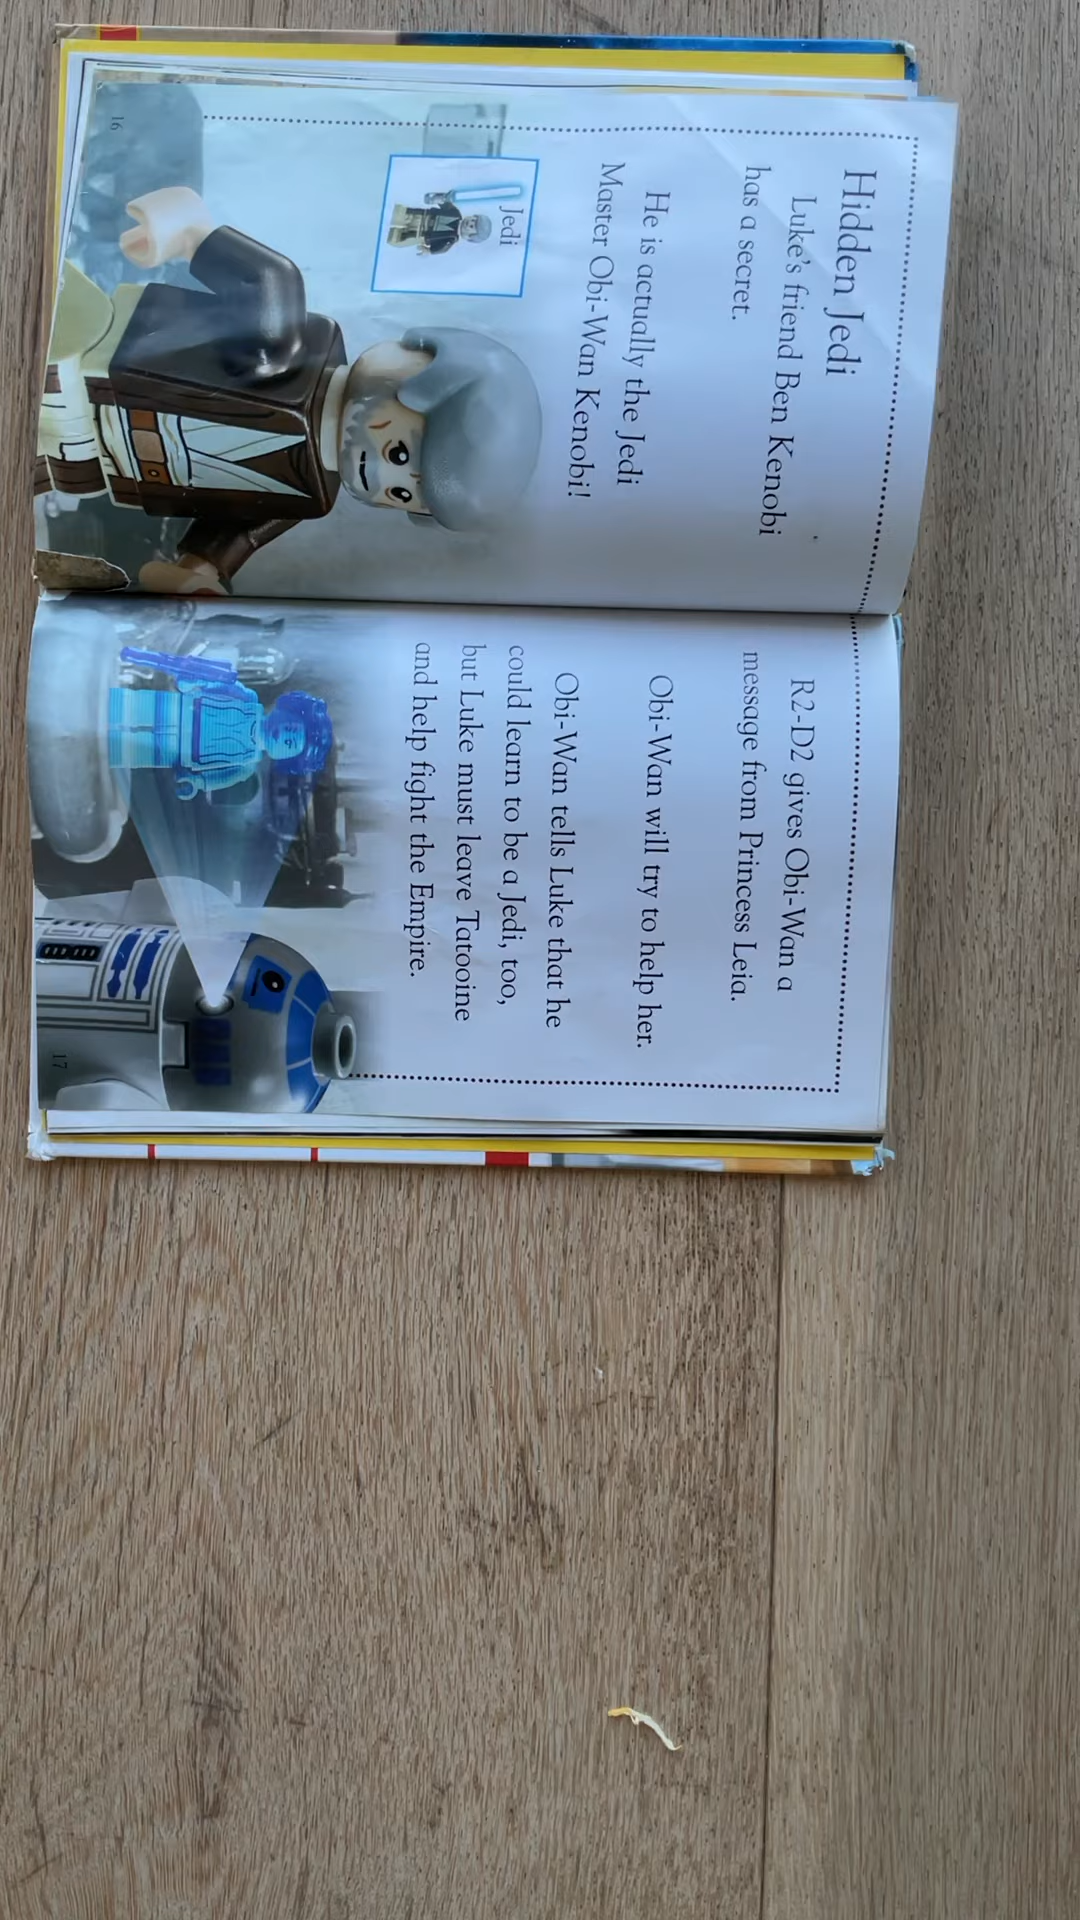 Hidden Jedi
Luke's friend Ben Kenobi
has a secret.
He is actually the Jedi
Master Obi-Wan Kenobi!
Jedi
16
R2-D2 gives Obi-Wan a
message from Princess Leia.
Obi-Wan will try to help her.
Obi-Wan tells Luke that he
could learn to be a Jedi, too,
but Luke must leave Tatooine
and help fight the Empire.
17